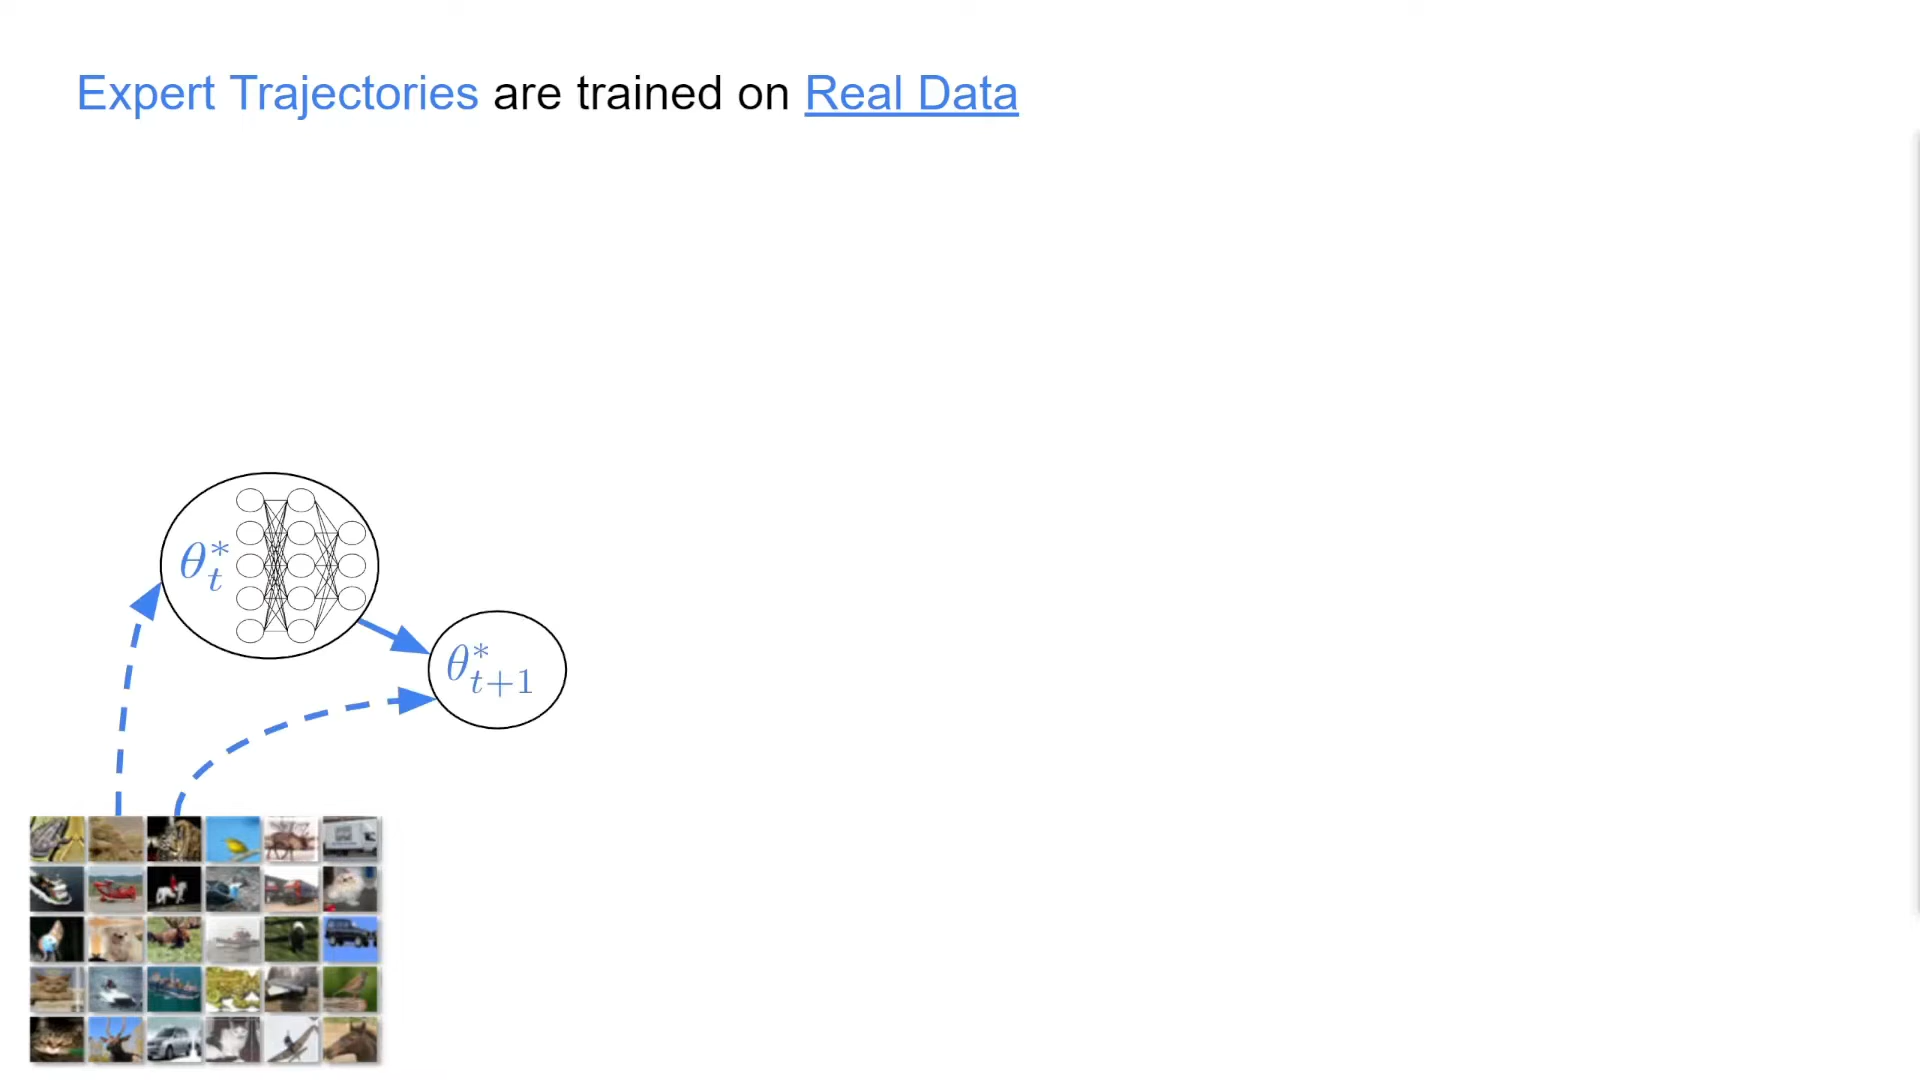 Expert Trajectories are trained on Real Data
θ*t
θ*t+1